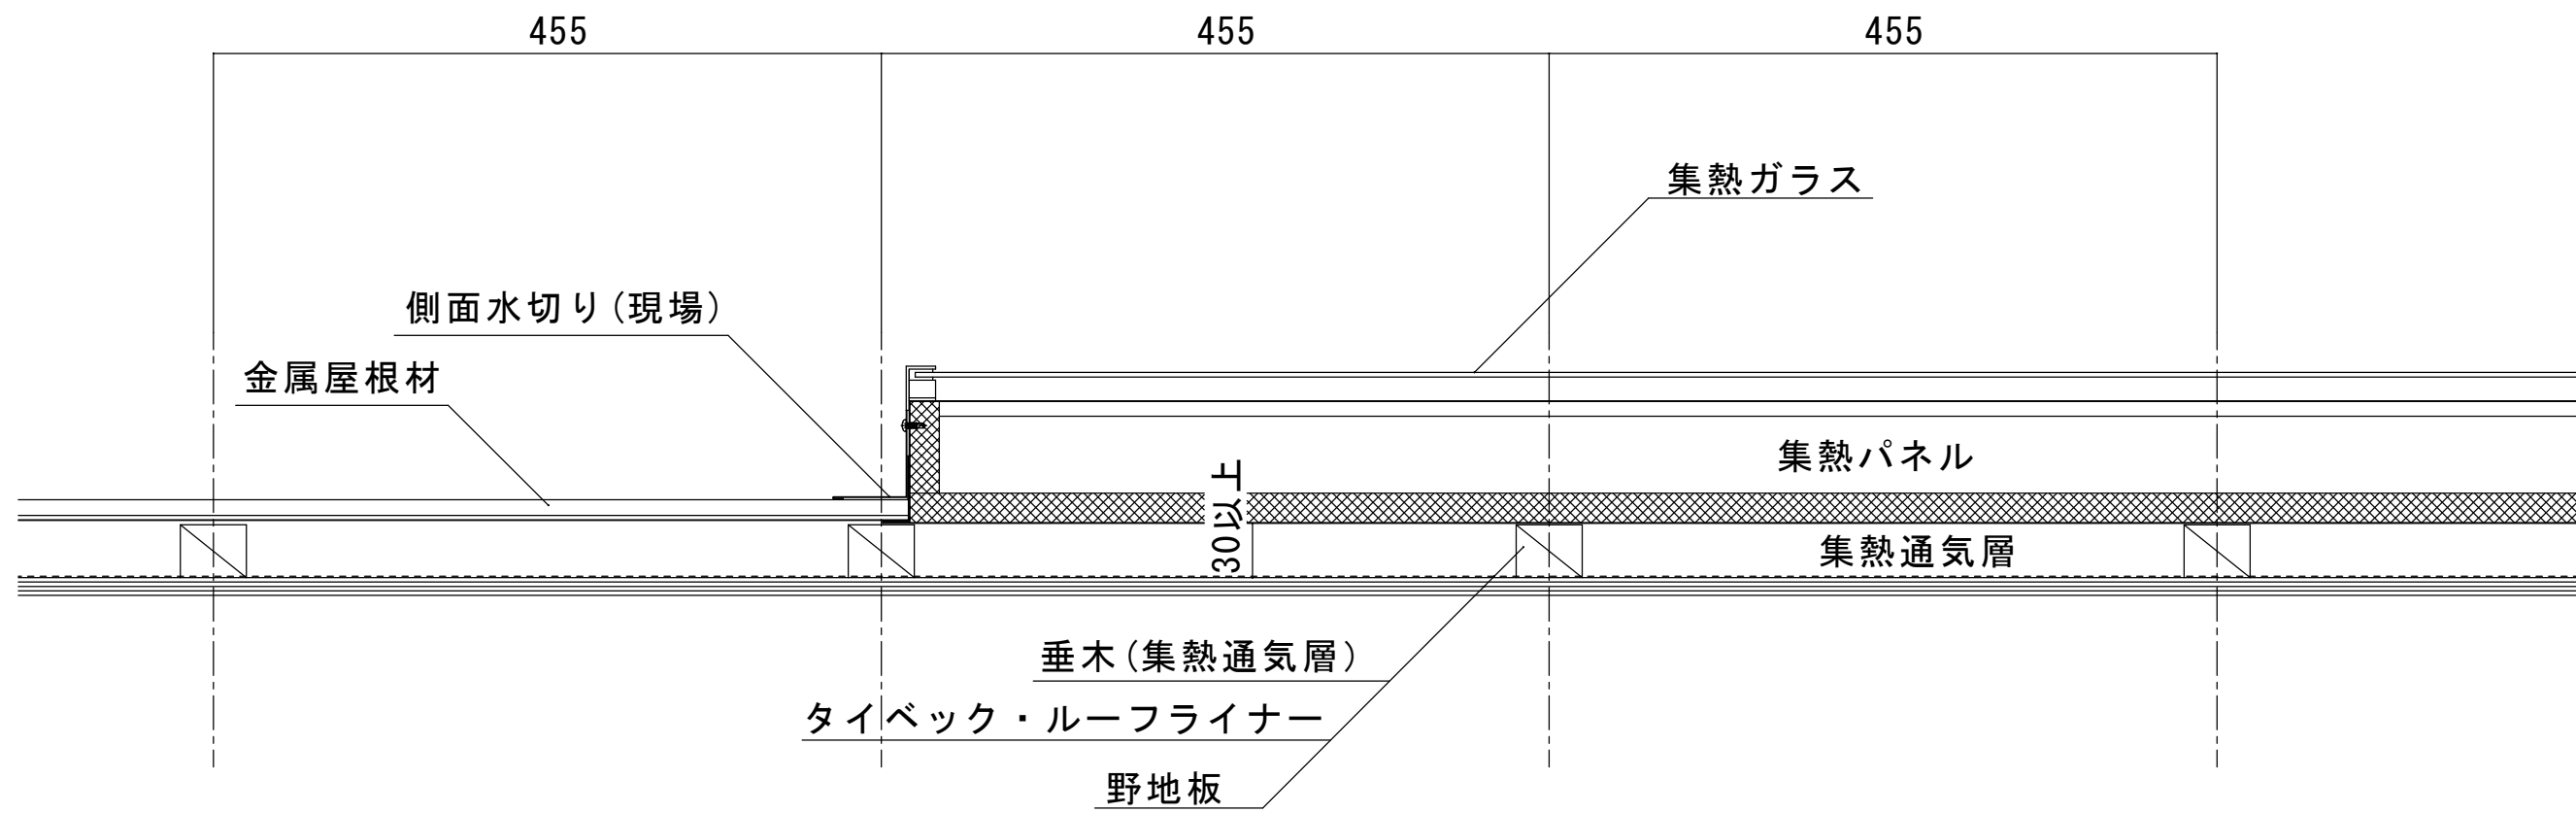 455
455
455
集熱ガラス
側面水切り(現場)
金属屋根材
集熱パネル
30以上
集熱通気層
垂木(集熱通気層)
タイベック・ルーフライナー
野地板